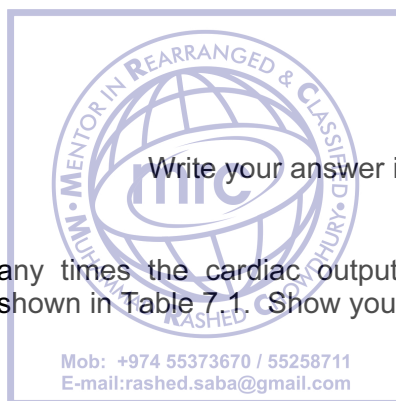 MENTOR IN REARRANGED & CLASSIFIED
mrc
Write your answer i
any times the cardiac output
shown in Table 7.1. Show you
MUHAMMAD RASHED CHOWDHURY
Mob: +974 55373670 / 55258711
E-mail:rashed.saba@gmail.com